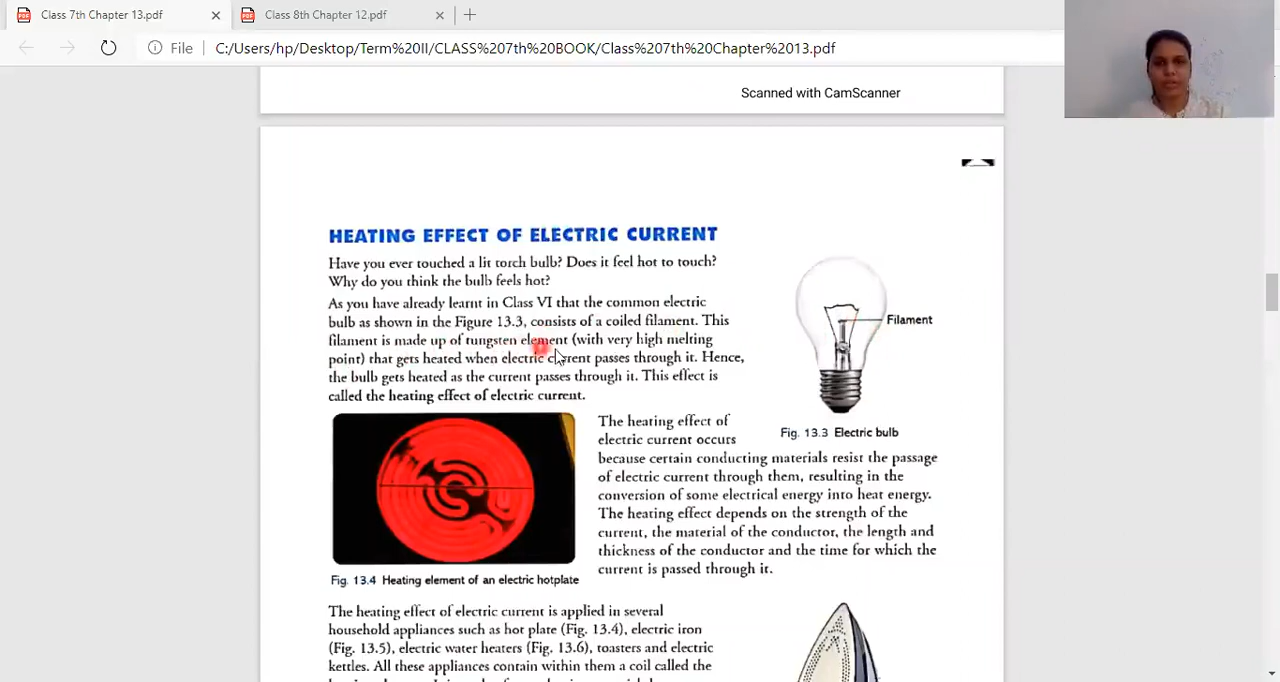 Class 7th Chapter 13.pdf
Class 8th Chapter 12.pdf
File
C:/Users/hp/Desktop/Term%20II/CLASS%207th%20BOOK/Class%207th%20Chapter%2013.pdf
Scanned with CamScanner
HEATING EFFECT OF ELECTRIC CURRENT
Have you ever touched a lit torch bulb? Does it feel hot to touch?
Why do you think the bulb feels hot?
As you have already learnt in Class VI that the common electric
bulb as shown in the Figure 13.3, consists of a coiled filament. This
filament is made up of tungsten element (with very high melting
point) that gets heated when electric current passes through it. Hence,
the bulb gets heated as the current passes through it. This effect is
called the heating effect of electric current.
Filament
Fig. 13.3 Electric bulb
The heating effect of
electric current occurs
because certain conducting materials resist the passage
of electric current through them, resulting in the
conversion of some electrical energy into heat energy.
The heating effect depends on the strength of the
current, the material of the conductor, the length and
thickness of the conductor and the time for which the
current is passed through it.
Fig. 13.4 Heating element of an electric hotplate
The heating effect of electric current is applied in several
household appliances such as hot plate (Fig. 13.4), electric iron
(Fig. 13.5), electric water heaters (Fig. 13.6), toasters and electric
kettles. All these appliances contain within them a coil called the